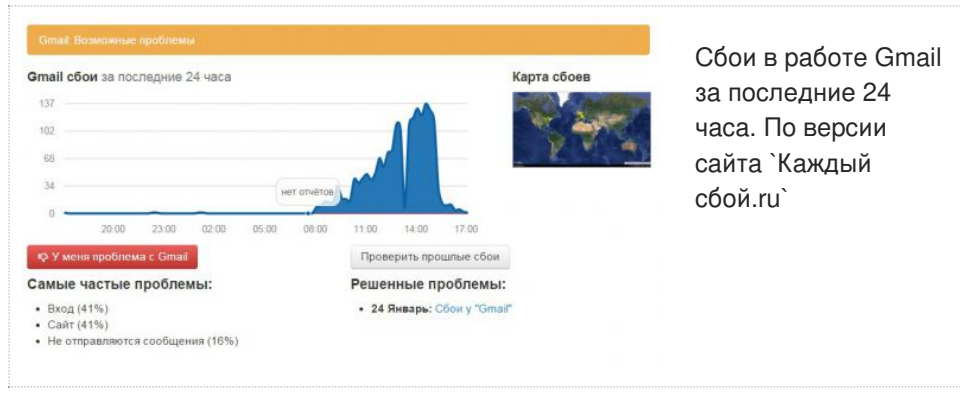 Gmail: Возможные проблемы
Gmail сбои за последние 24 часа
Карта сбоев
137
102
68
34
0
нет отчётов
20:00 23:00 02:00 05:00 08:00 11:00 14:00 17:00
У меня проблема с Gmail
Проверить прошлые сбои
Самые частые проблемы:
Вход (41%)
Сайт (41%)
Не отправляются сообщения (16%)
Решенные проблемы:
24 Январь: Сбои у "Gmail"
Сбои в работе Gmail
за последние 24
часа. По версии
сайта `Каждый
сбой.ru`